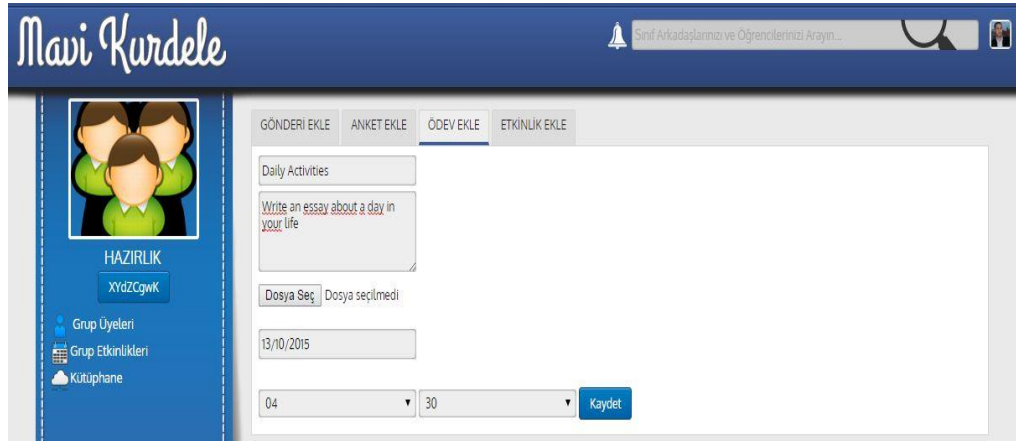 Mavi Kurdele
Sınıf Arkadaşlarınızı ve Öğrencilerinizi Arayın...
HAZIRLIK
XYdZCgwK
Grup Üyeleri
Grup Etkinlikleri
Kütüphane
GÖNDERİ EKLE ANKET EKLE ÖDEV EKLE ETKİNLİK EKLE
Daily Activities
Write an essay about a day in
your life
Dosya Seç Dosya seçilmedi
13/10/2015
04 30 Kaydet